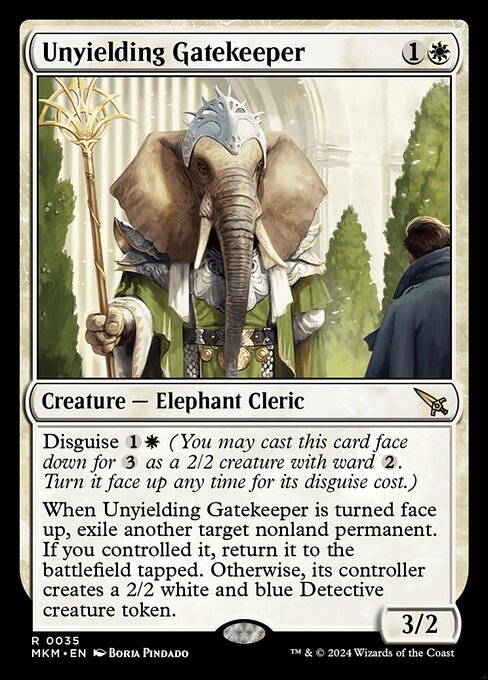 Unyielding Gatekeeper 1
Creature — Elephant Cleric
Disguise 1 (You may cast this card face
down for 3 as a 2/2 creature with ward 2.
Turn it face up any time for its disguise cost.)
When Unyielding Gatekeeper is turned face
up, exile another target nonland permanent.
If you controlled it, return it to the
battlefield tapped. Otherwise, its controller
creates a 2/2 white and blue Detective
creature token.
3/2
R 0035
MKM • EN Borja Pindado ™ & © 2024 Wizards of the Coast